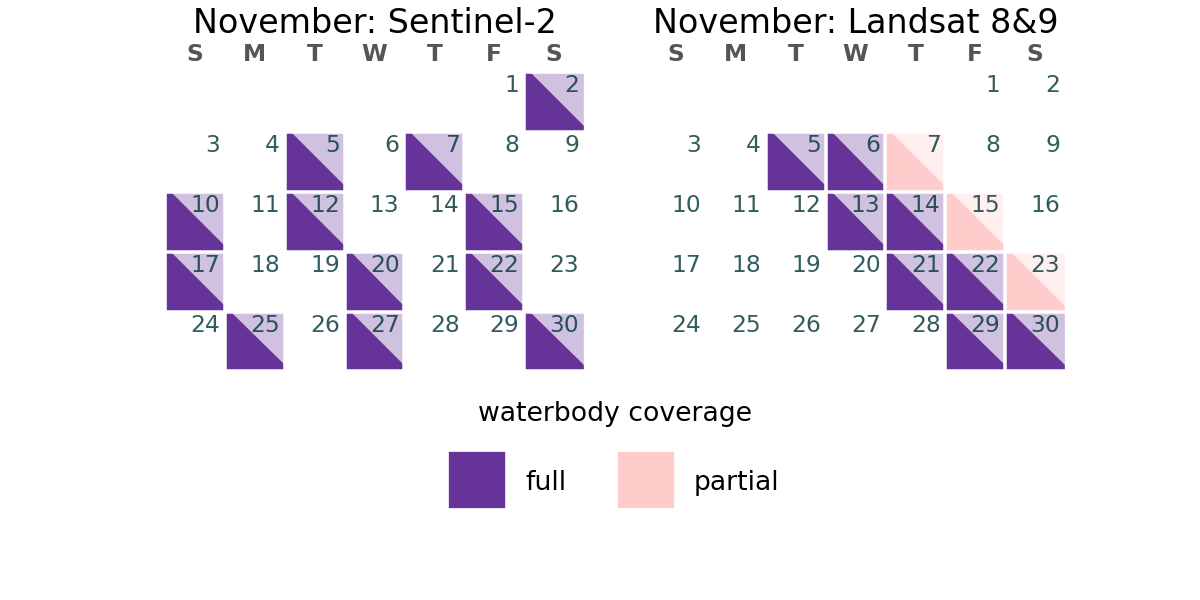 November: Sentinel-2
S M T W T F S
1 2
3 4 5 6 7 8 9
10 11 12 13 14 15 16
17 18 19 20 21 22 23
24 25 26 27 28 29 30
November: Landsat 8&9
S M T W T F S
1 2
3 4 5 6 7 8 9
10 11 12 13 14 15 16
17 18 19 20 21 22 23
24 25 26 27 28 29 30
waterbody coverage
full
partial